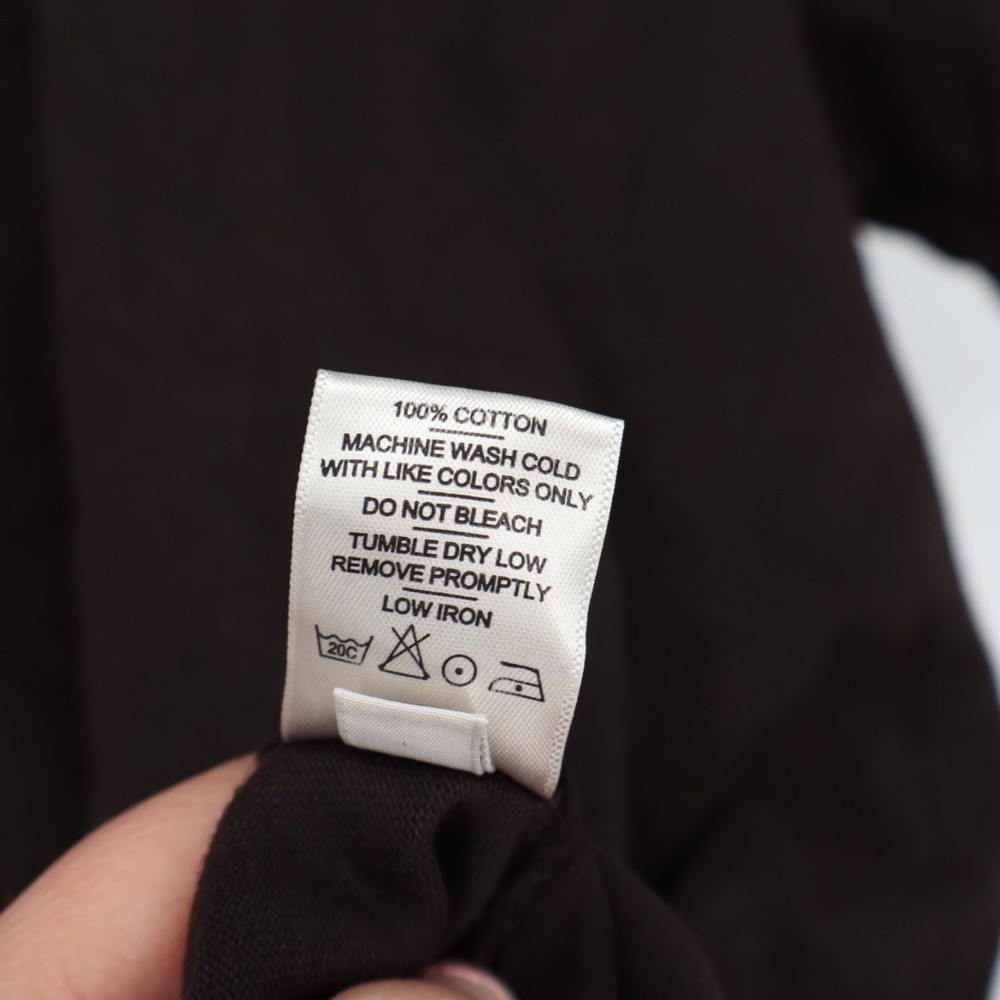 100% COTTON
MACHINE WASH COLD
WITH LIKE COLORS ONLY
DO NOT BLEACH
TUMBLE DRY LOW
REMOVE PROMPTLY
LOW IRON
20C